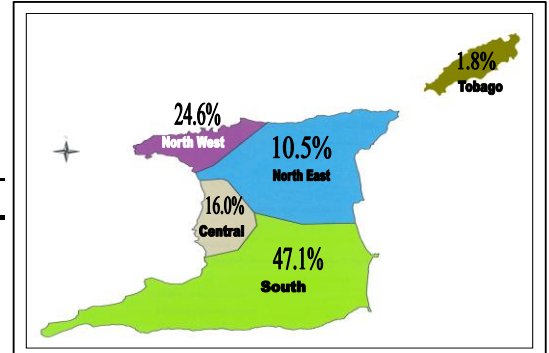 1.8%
Tobago
24.6%
North West
10.5%
North East
16.0%
Central
47.1%
South